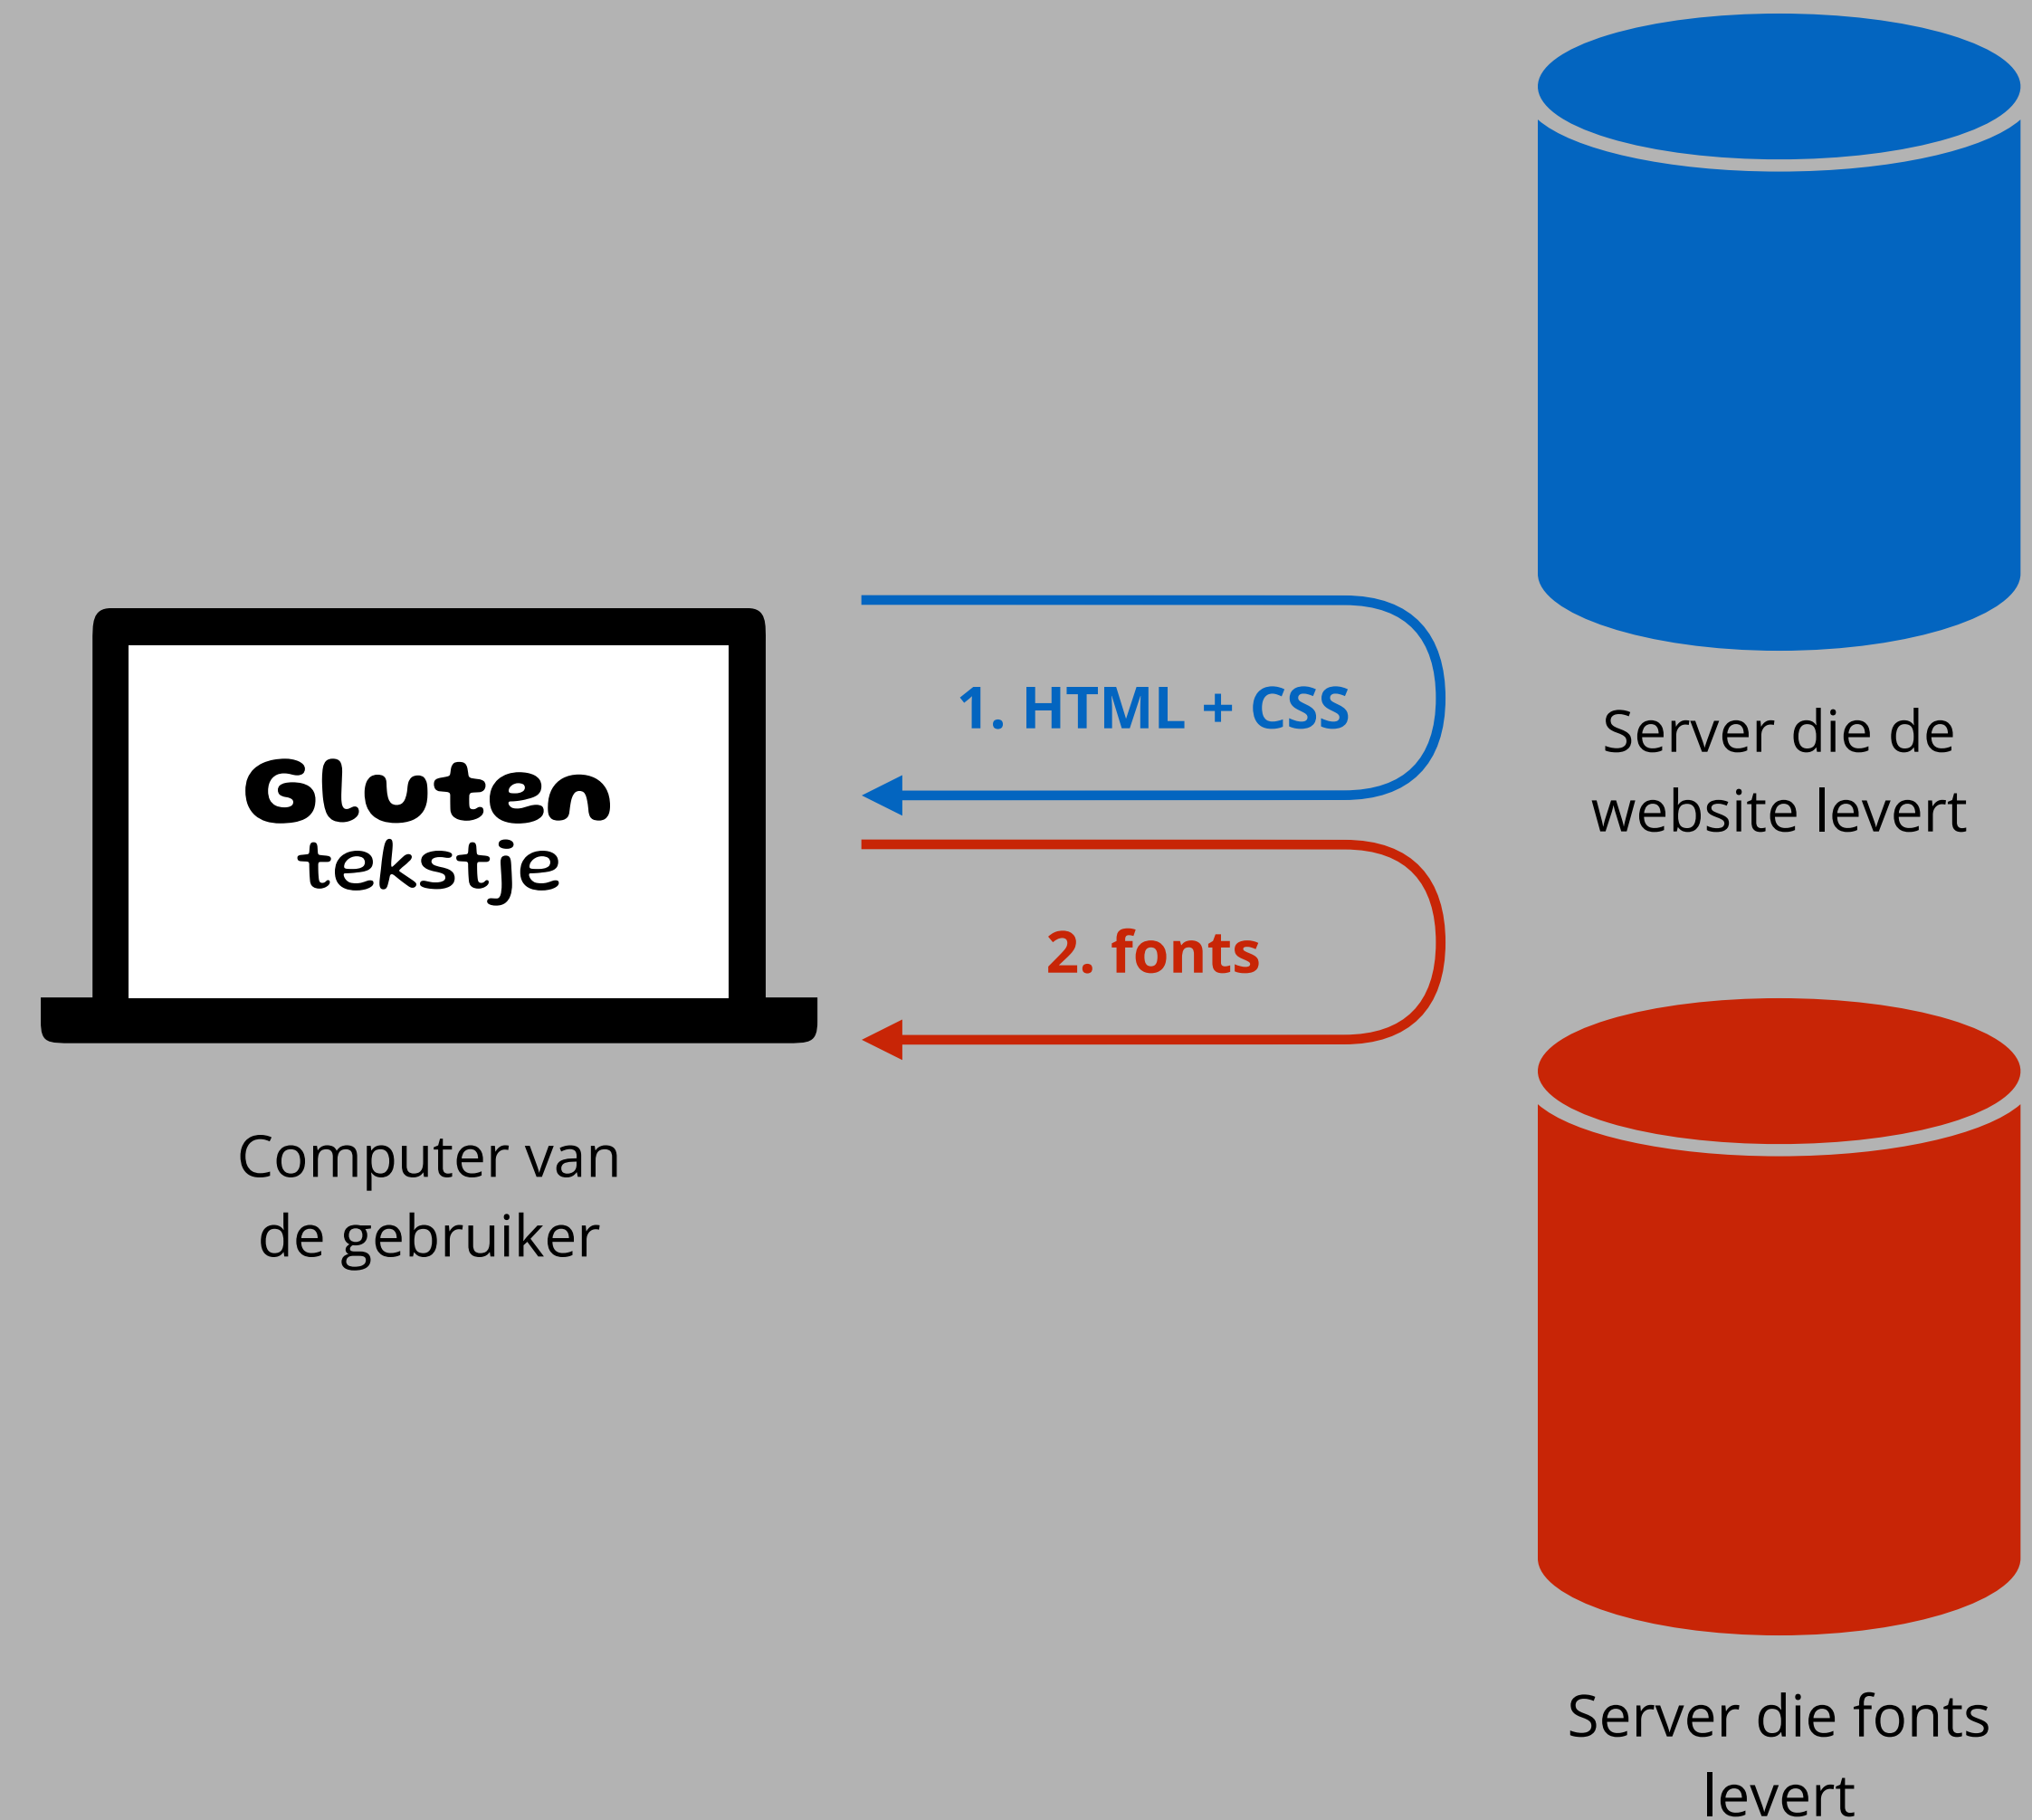 Gluten
tekstje
Computer van
de gebruiker
1. HTML + CSS
2. fonts
Server die de
website levert
Server die fonts
levert